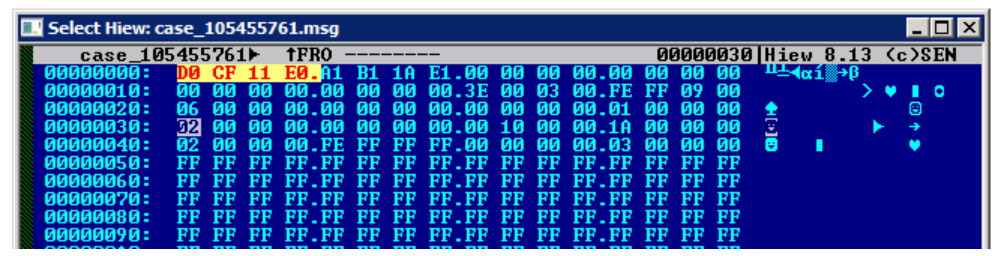 Select Hiew: case_105455761.msg
case_105455761► ↑FRO -------- 00000030|Hiew 8.13 (c)SEN
00000000: D0 CF 11 E0.A1 B1 1A E1.00 00 00 00.00 00 00 00 ╨╧◄αí▒→β
00000010: 00 00 00 00.00 00 00 00.3E 00 03 00.FE FF 09 00 > ♥ ■ ○
00000020: 06 00 00 00.00 00 00 00.00 00 00 00.01 00 00 00 ♠ ☺
00000030: 02 00 00 00.00 00 00 00.00 10 00 00.1A 00 00 00 ☻ ► →
00000040: 02 00 00 00.FE FF FF FF.00 00 00 00.03 00 00 00 ☻ ■ ♥
00000050: FF FF FF FF.FF FF FF FF.FF FF FF FF.FF FF FF FF
00000060: FF FF FF FF.FF FF FF FF.FF FF FF FF.FF FF FF FF
00000070: FF FF FF FF.FF FF FF FF.FF FF FF FF.FF FF FF FF
00000080: FF FF FF FF.FF FF FF FF.FF FF FF FF.FF FF FF FF
00000090: FF FF FF FF.FF FF FF FF.FF FF FF FF.FF FF FF FF